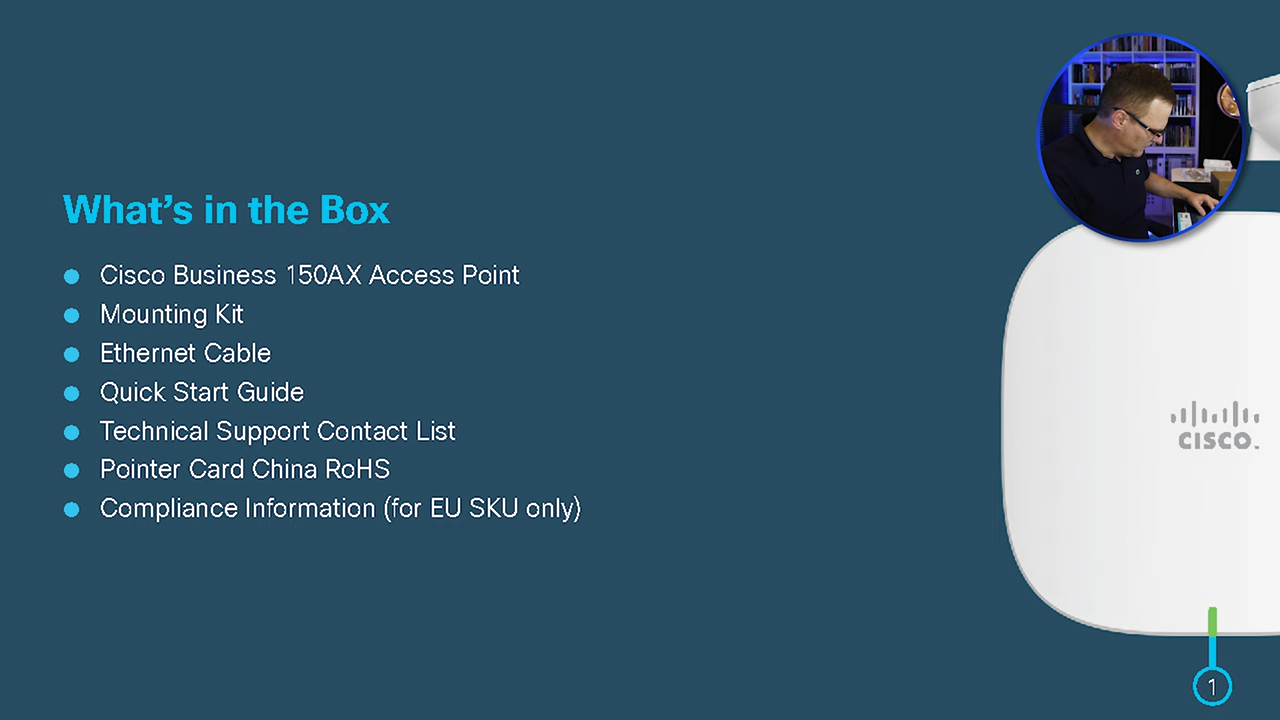 What's in the Box
Cisco Business 150AX Access Point
Mounting Kit
Ethernet Cable
Quick Start Guide
Technical Support Contact List
Pointer Card China RoHS
Compliance Information (for EU SKU only)
CISCO
1